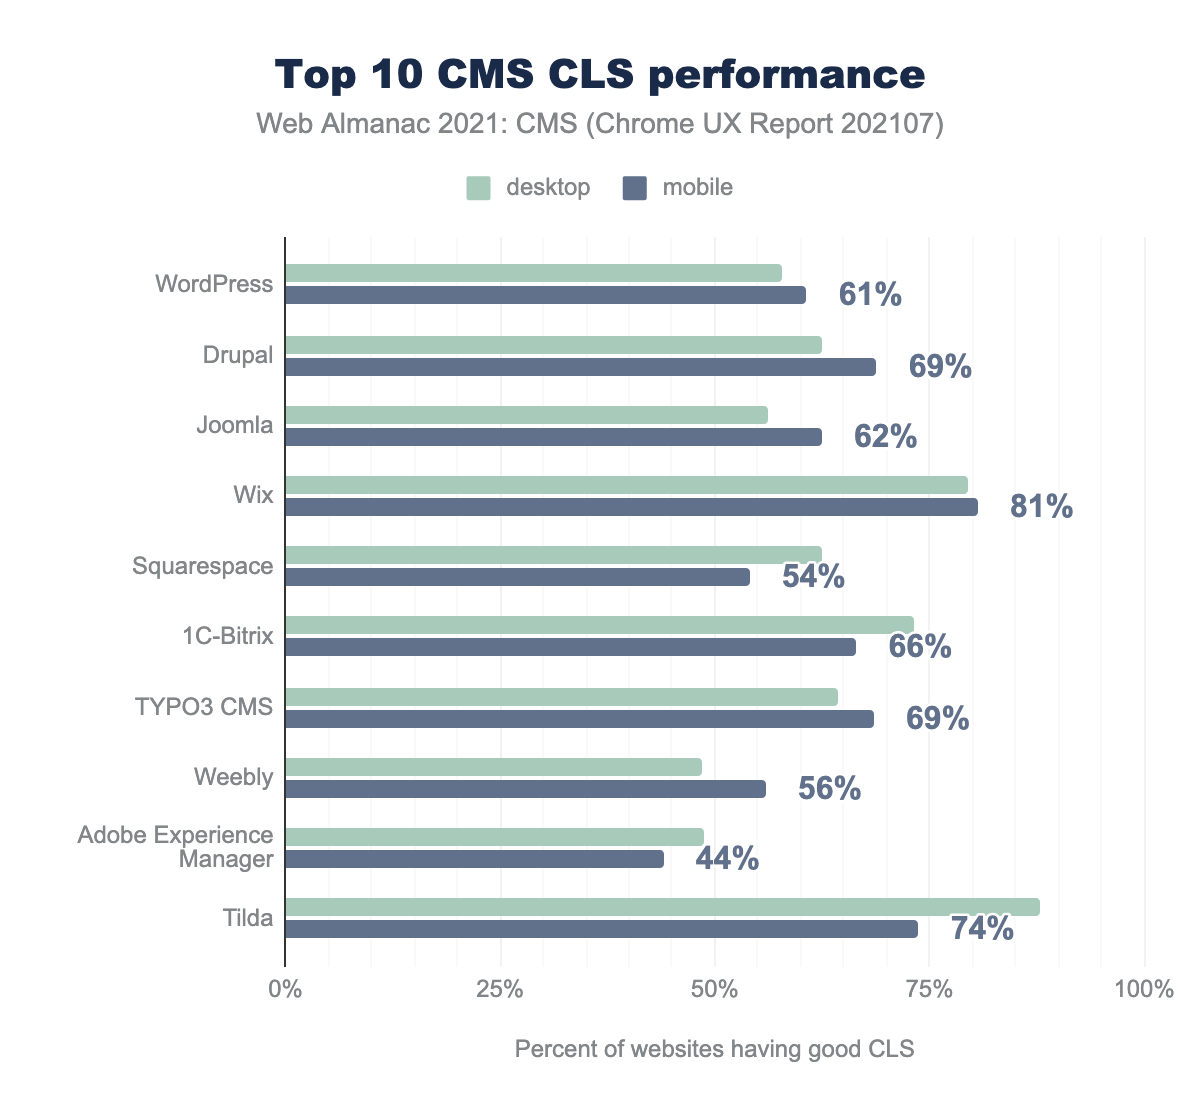 Top 10 CMS CLS performance
Web Almanac 2021: CMS (Chrome UX Report 202107)
desktop mobile
WordPress 61%
Drupal 69%
Joomla 62%
Wix 81%
Squarespace 54%
1C-Bitrix 66%
TYPO3 CMS 69%
Weebly 56%
Adobe Experience
Manager 44%
Tilda 74%
0% 25% 50% 75% 100%
Percent of websites having good CLS